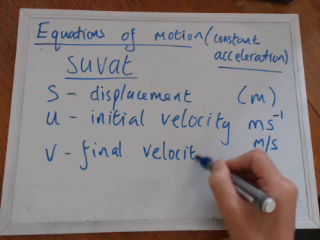 Equations of motion (constant
acceleration)
SUVAT
S - displacement (m)
u - initial velocity ms⁻¹
m/s
v - final velocit